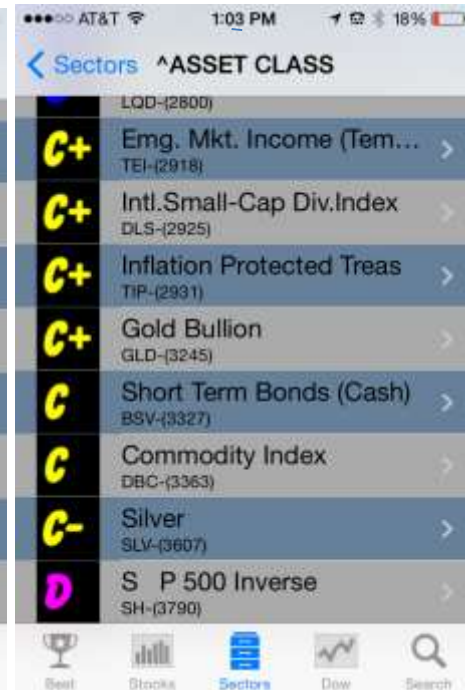 AT&T 1:03 PM 18%
Sectors ^ASSET CLASS
LQD-(2800)
C+ Emg. Mkt. Income (Tem...
TEI-(2918)
C+ Intl.Small-Cap Div.Index
DLS-(2925)
C+ Inflation Protected Treas
TIP-(2931)
C+ Gold Bullion
GLD-(3245)
C Short Term Bonds (Cash)
BSV-(3327)
C Commodity Index
DBC-(3363)
C- Silver
SLV-(3607)
D S P 500 Inverse
SH-(3790)
Best Stocks Sectors Dow Search